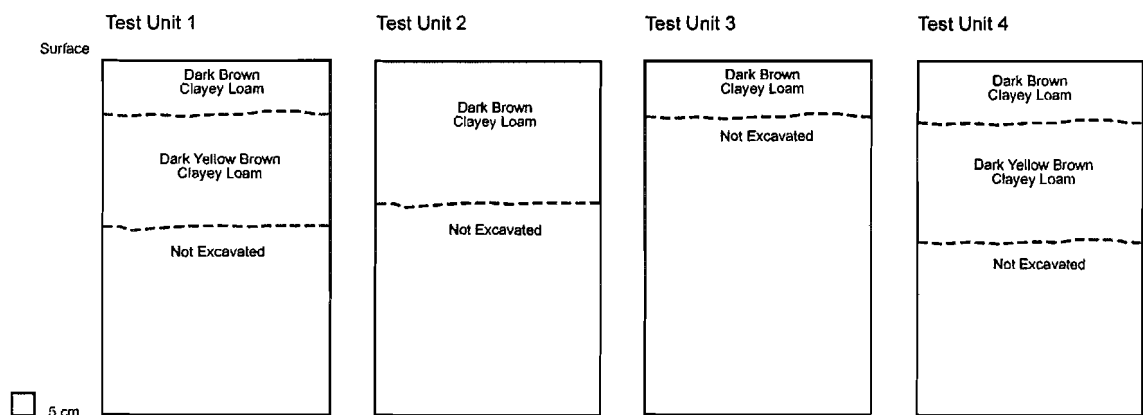 Test Unit 1
Test Unit 2
Test Unit 3
Test Unit 4
Surface
Dark Brown
Clayey Loam
Dark Yellow Brown
Clayey Loam
Not Excavated
Dark Brown
Clayey Loam
Not Excavated
Dark Brown
Clayey Loam
Not Excavated
Dark Brown
Clayey Loam
Dark Yellow Brown
Clayey Loam
Not Excavated
5 cm